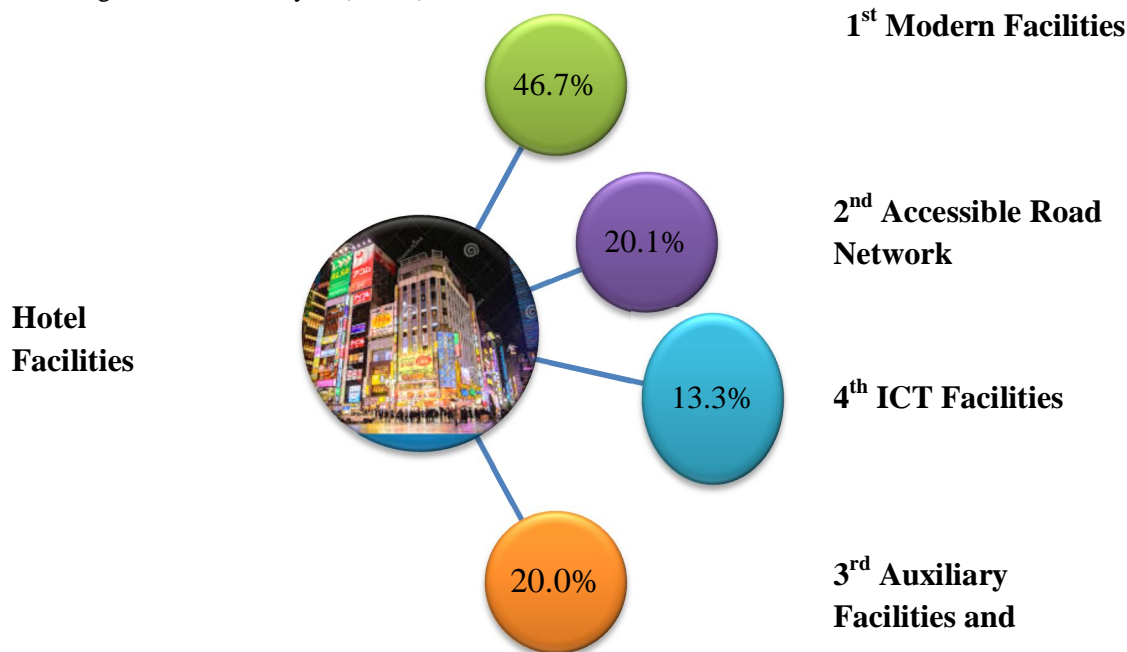 1st Modern Facilities
46.7%
2nd Accessible Road
Network
20.1%
Hotel
Facilities
4th ICT Facilities
13.3%
3rd Auxiliary
Facilities and
20.0%